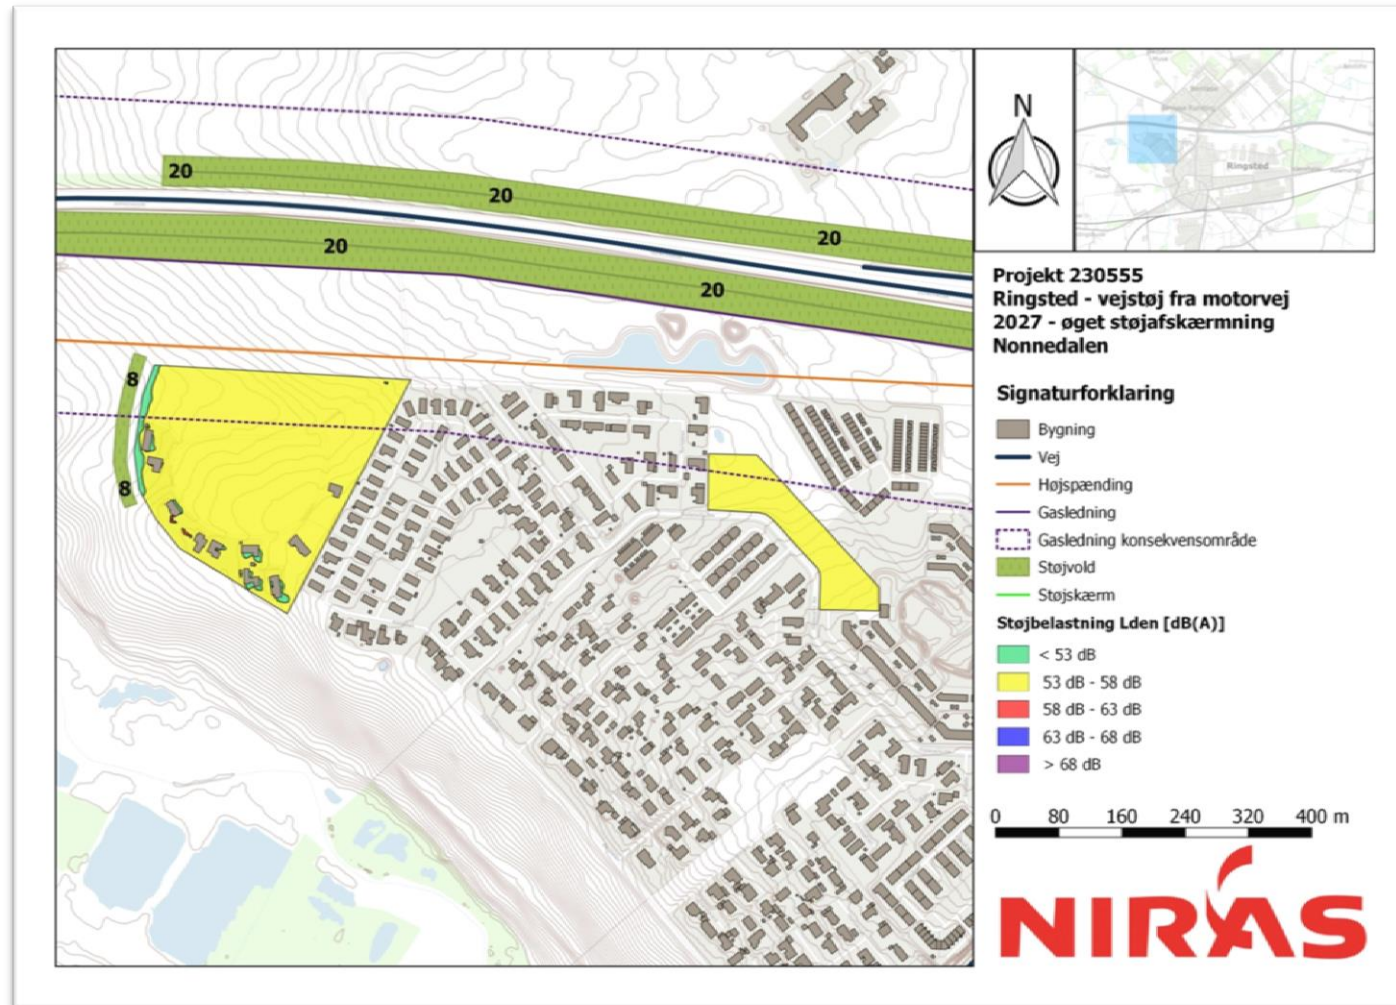 20
20
20
20
20
8
8
N
Ringsted
Projekt 230555
Ringsted - vejstøj fra motorvej
2027 - øget støjafskærmning
Nonnedalen
Signaturforklaring
Bygning
Vej
Højspænding
Gasledning
Gasledning konsekvensområde
Støjvold
Støjskærm
Støjbelastning Lden [dB(A)]
< 53 dB
53 dB - 58 dB
58 dB - 63 dB
63 dB - 68 dB
> 68 dB
0 80 160 240 320 400 m
NIRAS